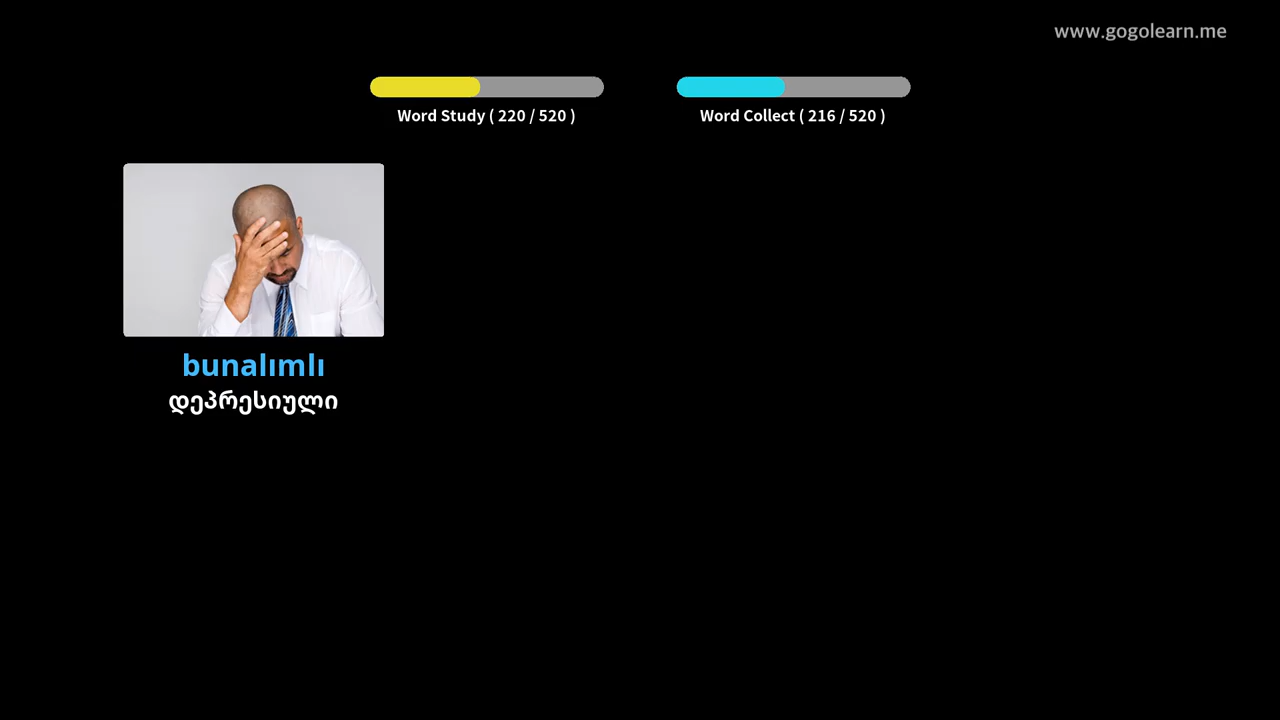 www.gogolearn.me
Word Study ( 220 / 520 )
Word Collect ( 216 / 520 )
bunalımlı
დეპრესიული